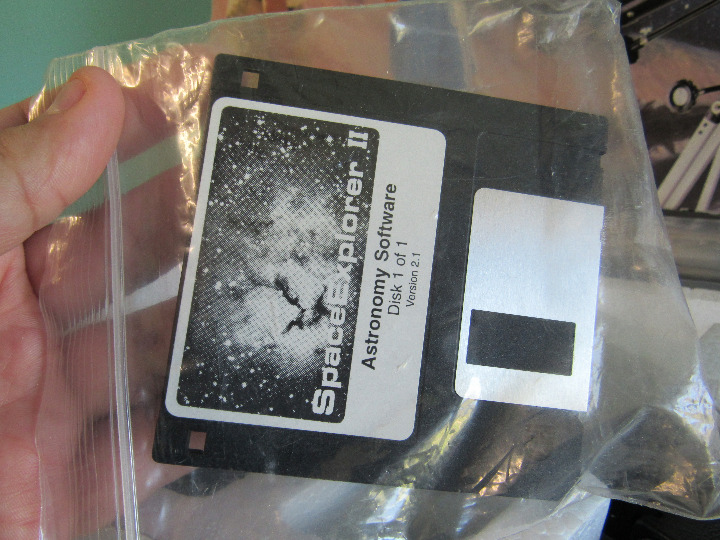 SpaceExplorer II
Astronomy Software
Disk 1 of 1
Version 2.1